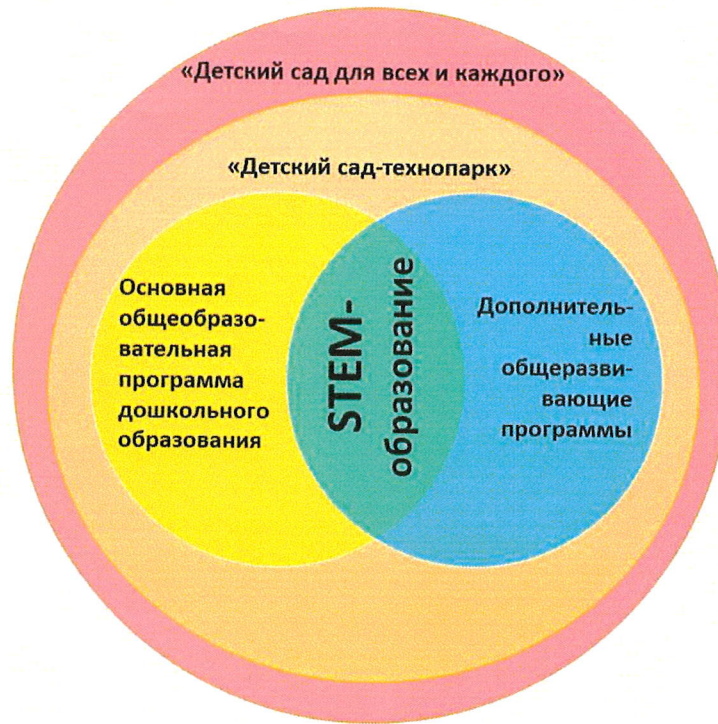 «Детский сад для всех и каждого»
«Детский сад-технопарк»
Основная
общеобразо-
вательная
программа
дошкольного
образования
STEM-
образование
Дополнитель-
ные
общеразви-
вающие
программы